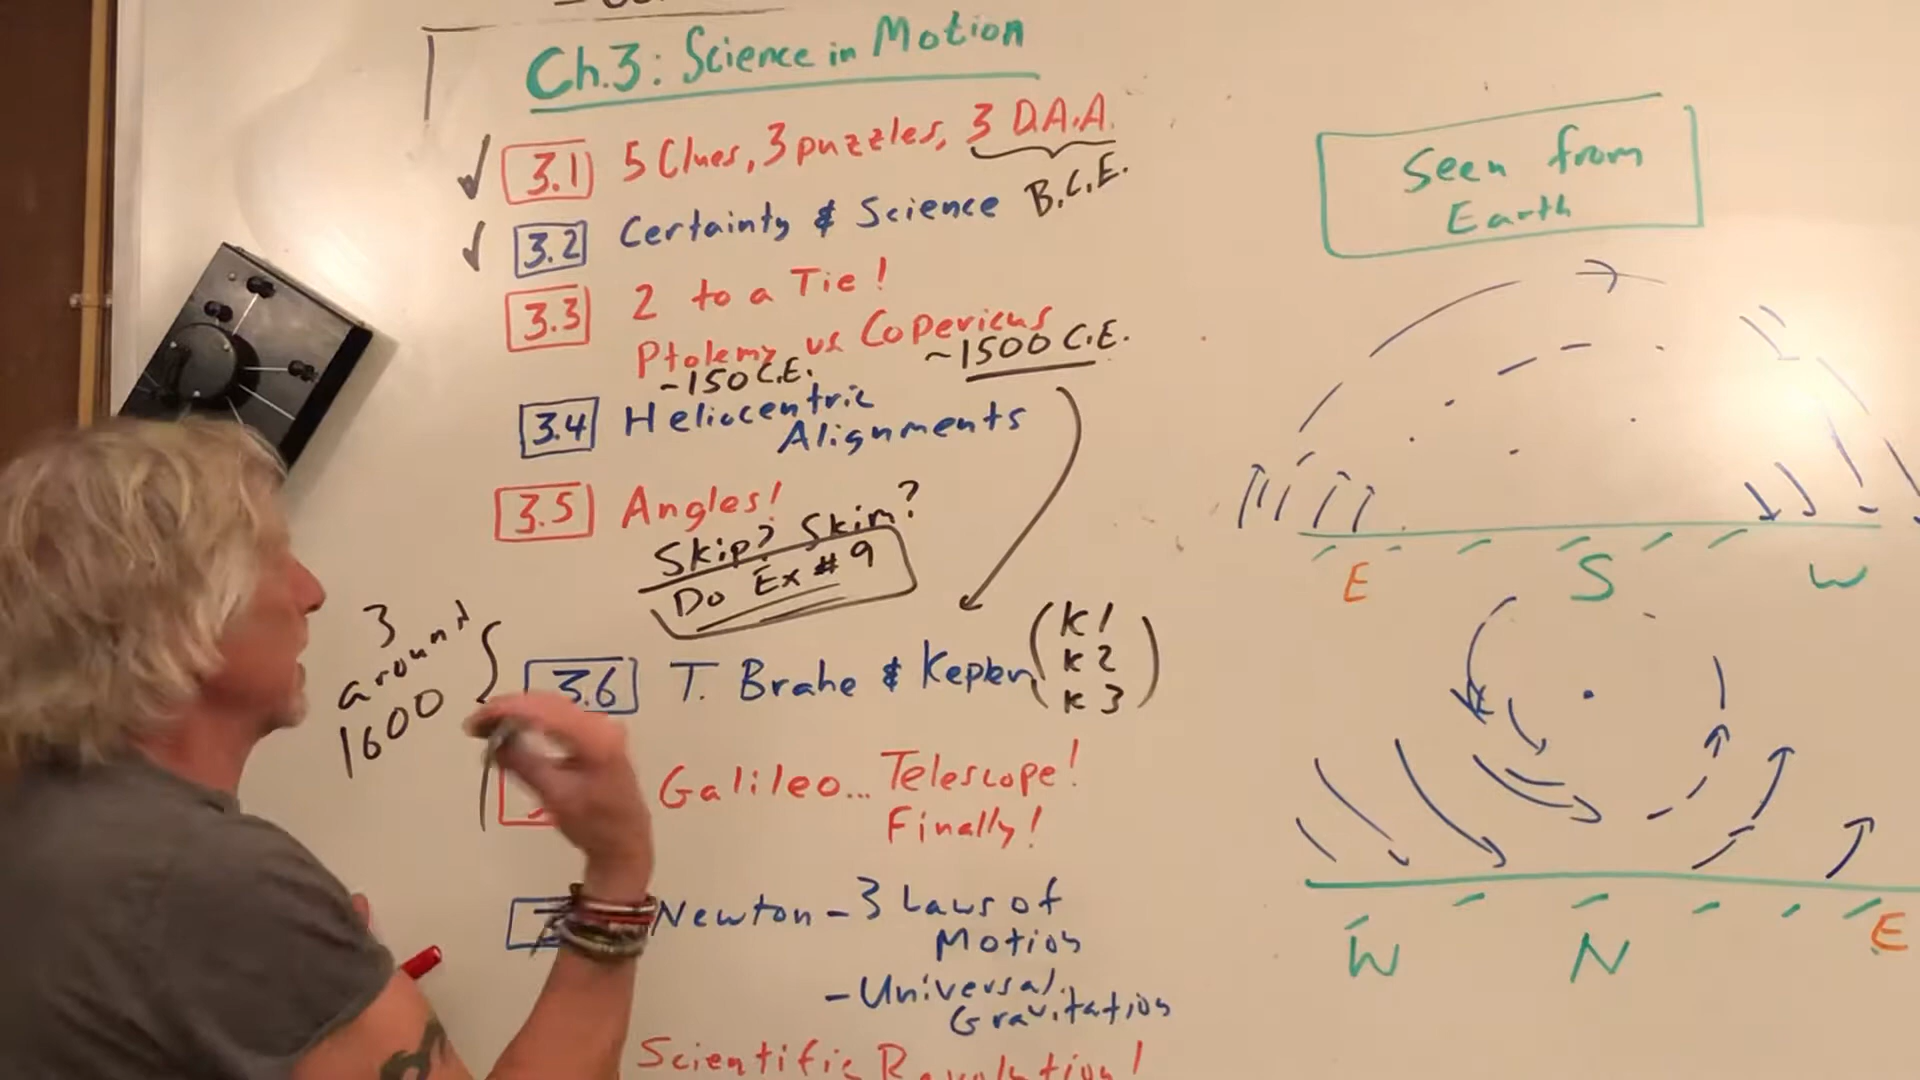 Ch.3: Science in Motion
3.1 5 Clues, 3 puzzles, 3 D.A.A.
B.C.E.
3.2 Certainty & Science
3.3 2 to a Tie!
Ptolemy vs Copericus
~150 C.E. ~1500 C.E.
3.4 Heliocentric
Alignments
3.5 Angles!
Skip? Skim?
Do Ex # 9
3
around
1600
3.6 T. Brahe & Kepler
K1
K2
K3
Galileo... Telescope!
Finally!
Newton - 3 Laws of
Motion
- Universal
Gravitation
Scientific Revolution!
Seen from
Earth
E S W
W N E